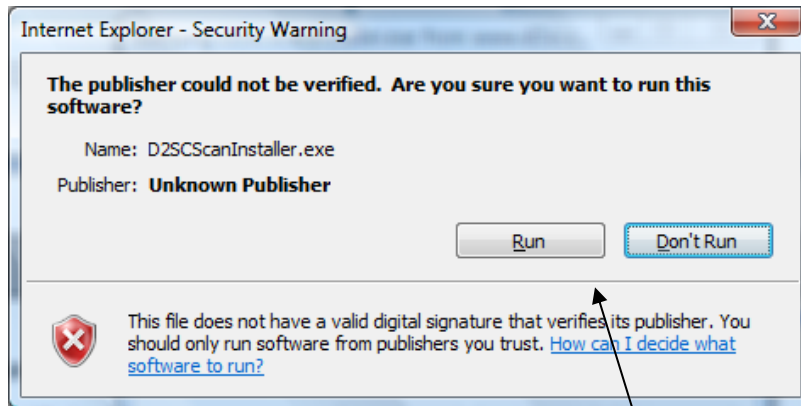 Internet Explorer - Security Warning
The publisher could not be verified. Are you sure you want to run this
software?
Name: D2SCScanInstaller.exe
Publisher: Unknown Publisher
Run Don't Run
This file does not have a valid digital signature that verifies its publisher. You
should only run software from publishers you trust. How can I decide what
software to run?